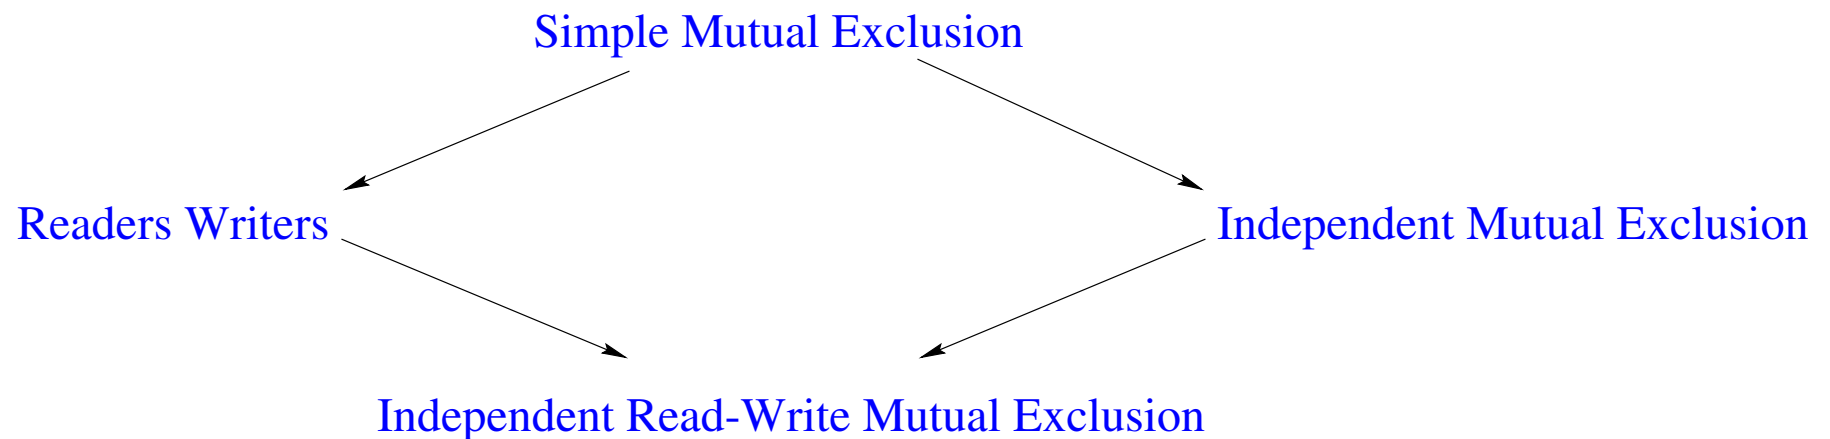 Simple Mutual Exclusion
Readers Writers
Independent Mutual Exclusion
Independent Read-Write Mutual Exclusion